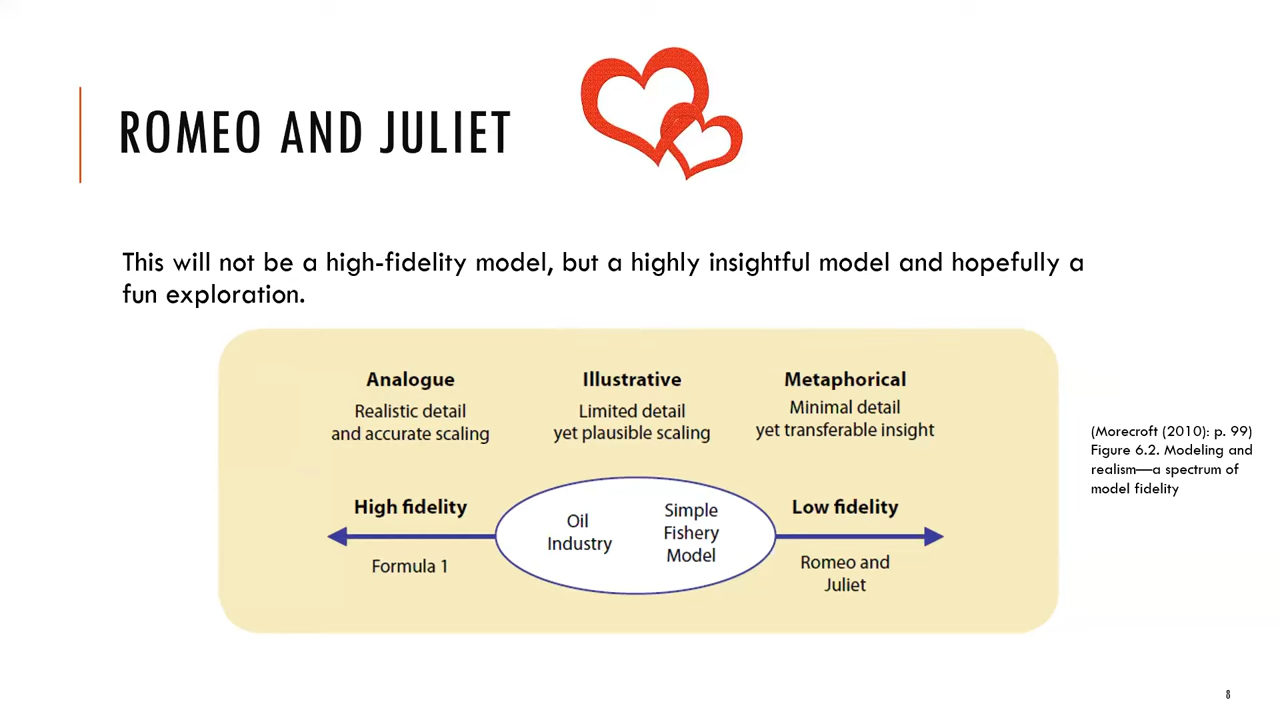 ROMEO AND JULIET
This will not be a high-fidelity model, but a highly insightful model and hopefully a
fun exploration.
Analogue
Realistic detail
and accurate scaling
Illustrative
Limited detail
yet plausible scaling
Metaphorical
Minimal detail
yet transferable insight
High fidelity
Formula 1
Oil
Industry
Simple
Fishery
Model
Low fidelity
Romeo and
Juliet
(Morecroft (2010): p. 99)
Figure 6.2. Modeling and
realism—a spectrum of
model fidelity
8